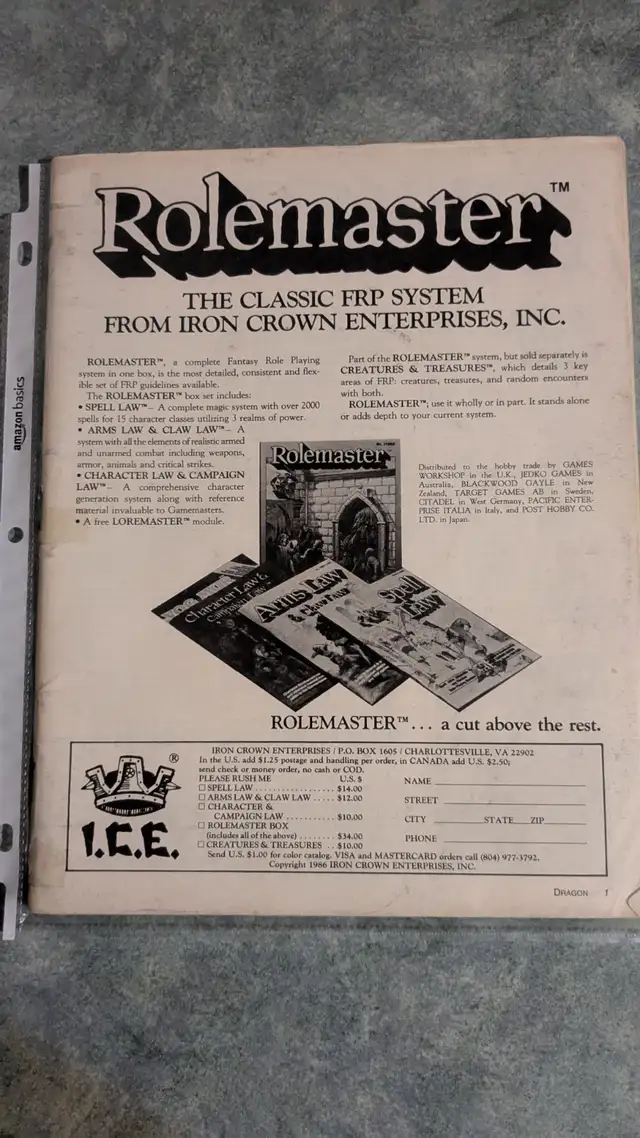 Rolemaster™
THE CLASSIC FRP SYSTEM
FROM IRON CROWN ENTERPRISES, INC.
ROLEMASTER™, a complete Fantasy Role Playing
system in one box, is the most detailed, consistent and flex-
ible set of FRP guidelines available.
The ROLEMASTER™ box set includes:
• SPELL LAW™– A complete magic system with over 2000
spells for 15 character classes utilizing 3 realms of power.
• ARMS LAW & CLAW LAW™– A
system with all the elements of realistic armed
and unarmed combat including weapons,
armor, animals and critical strikes.
• CHARACTER LAW & CAMPAIGN
LAW™– A comprehensive character
generation system along with reference
material invaluable to Gamemasters.
• A free LOREMASTER™ module.
Part of the ROLEMASTER™ system, but sold separately is
CREATURES & TREASURES™, which details 3 key
areas of FRP: creatures, treasures, and random encounters
with both.
ROLEMASTER™; use it wholly or in part. It stands alone
or adds depth to your current system.
Distributed to the hobby trade by GAMES
WORKSHOP in the U.K., JEDKO GAMES in
Australia, BLACKWOOD GAYLE in New
Zealand, TARGET GAMES AB in Sweden,
CITADEL in West Germany, PACIFIC ENTER-
PRISE ITALIA in Italy, and POST HOBBY CO.
LTD. in Japan.
Rolemaster
Character Law &
Campaign Law
Arms Law
& Claw Law
Spell
Law
ROLEMASTER™... a cut above the rest.
®
I.C.E.
IRON CROWN ENTERPRISES / P.O. BOX 1605 / CHARLOTTESVILLE, VA 22902
In the U.S. add $1.25 postage and handling per order, in CANADA add U.S. $2.50;
send check or money order, no cash or COD.
PLEASE RUSH ME U.S. $
☐ SPELL LAW.................. $14.00
☐ ARMS LAW & CLAW LAW ..... $12.00
☐ CHARACTER &
CAMPAIGN LAW ............ $10.00
☐ ROLEMASTER BOX
(includes all of the above) ........ $34.00
☐ CREATURES & TREASURES .. $10.00
NAME
STREET
CITY STATE ZIP
PHONE
Send U.S. $1.00 for color catalog. VISA and MASTERCARD orders call (804) 977-3792.
Copyright 1986 IRON CROWN ENTERPRISES, INC.
DRAGON 1
amazon basics